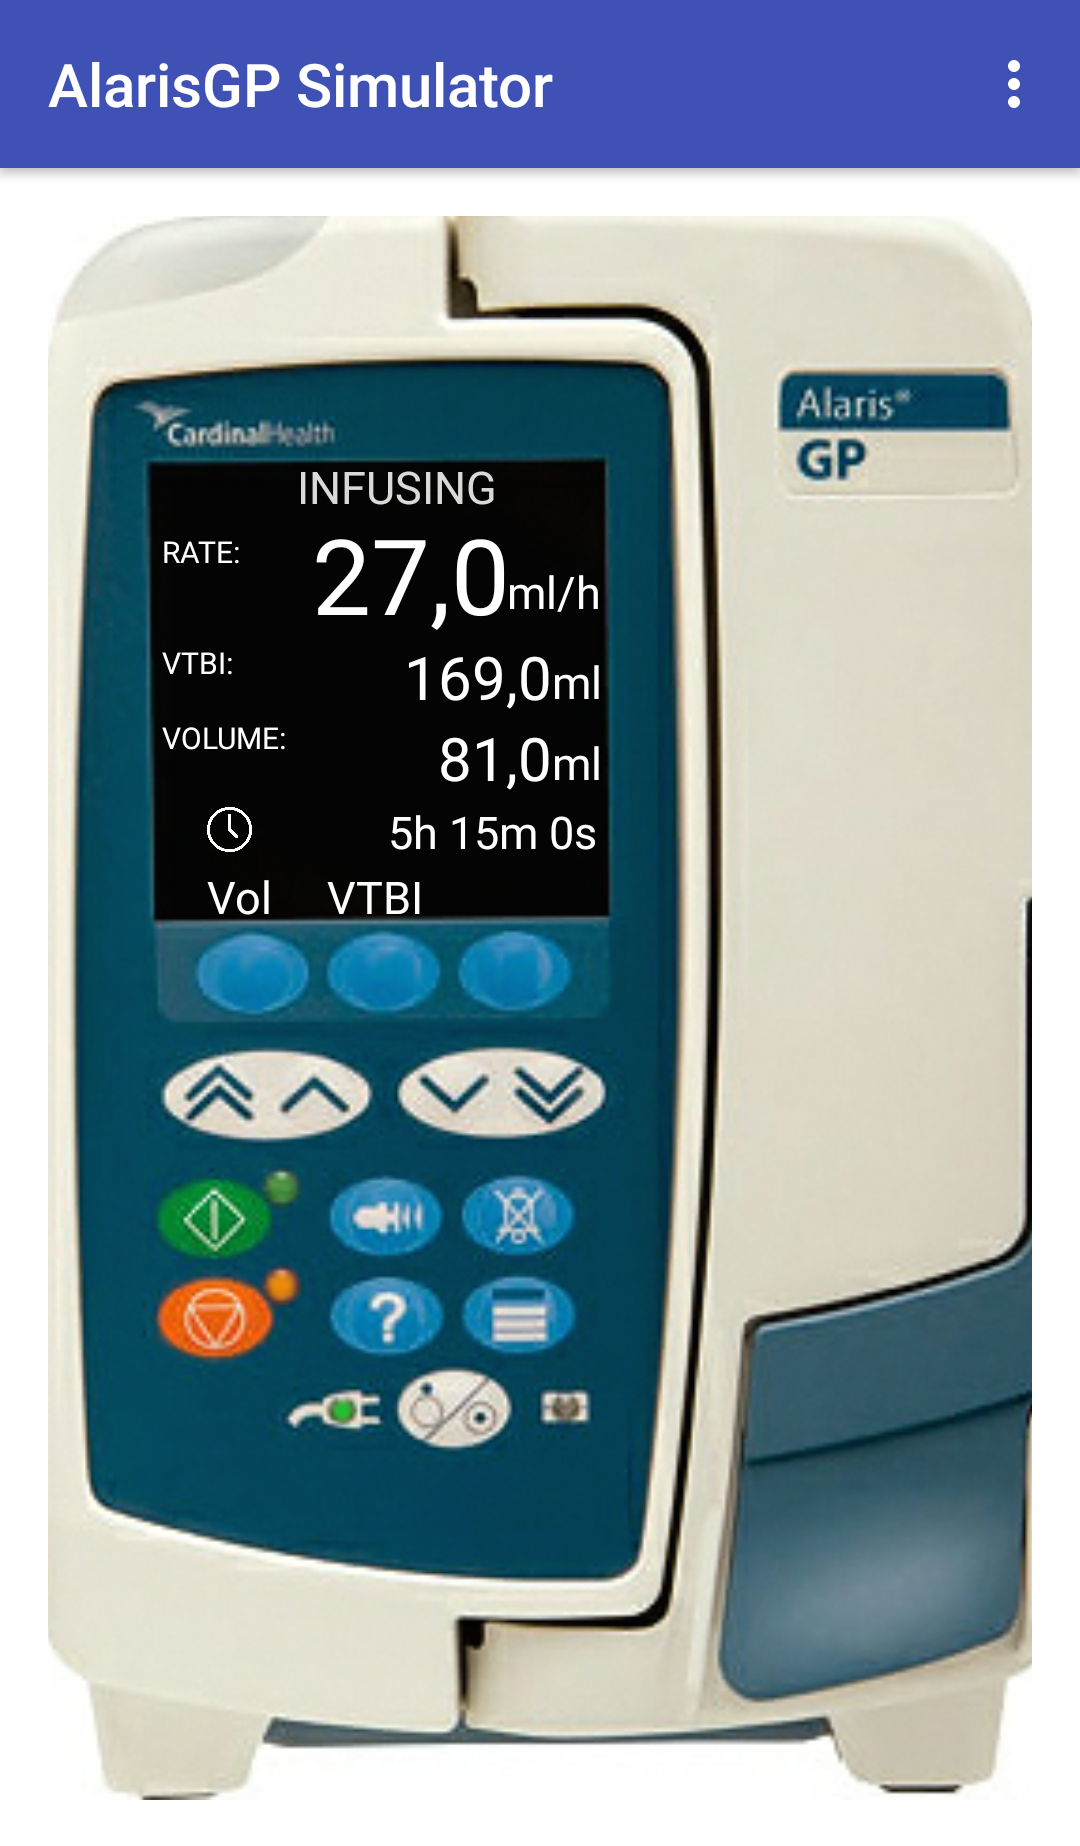 AlarisGP Simulator
CardinalHealth
Alaris®
GP
INFUSING
RATE: 27,0ml/h
VTBI: 169,0ml
VOLUME: 81,0ml
5h 15m 0s
Vol VTBI
?